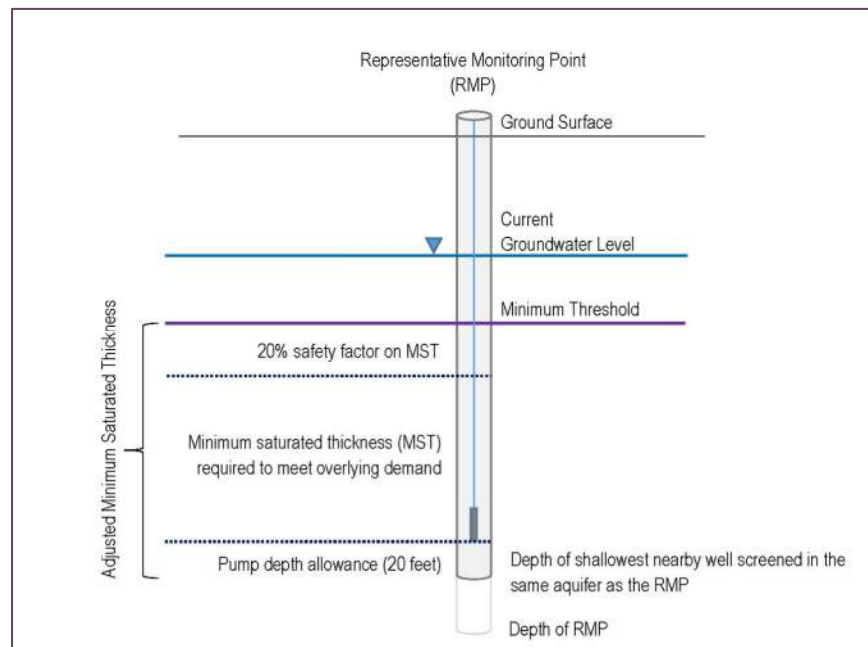 Representative Monitoring Point
(RMP)
Ground Surface
Current
Groundwater Level
Minimum Threshold
Adjusted Minimum Saturated Thickness
20% safety factor on MST
Minimum saturated thickness (MST)
required to meet overlying demand
Pump depth allowance (20 feet)
Depth of shallowest nearby well screened in the
same aquifer as the RMP
Depth of RMP